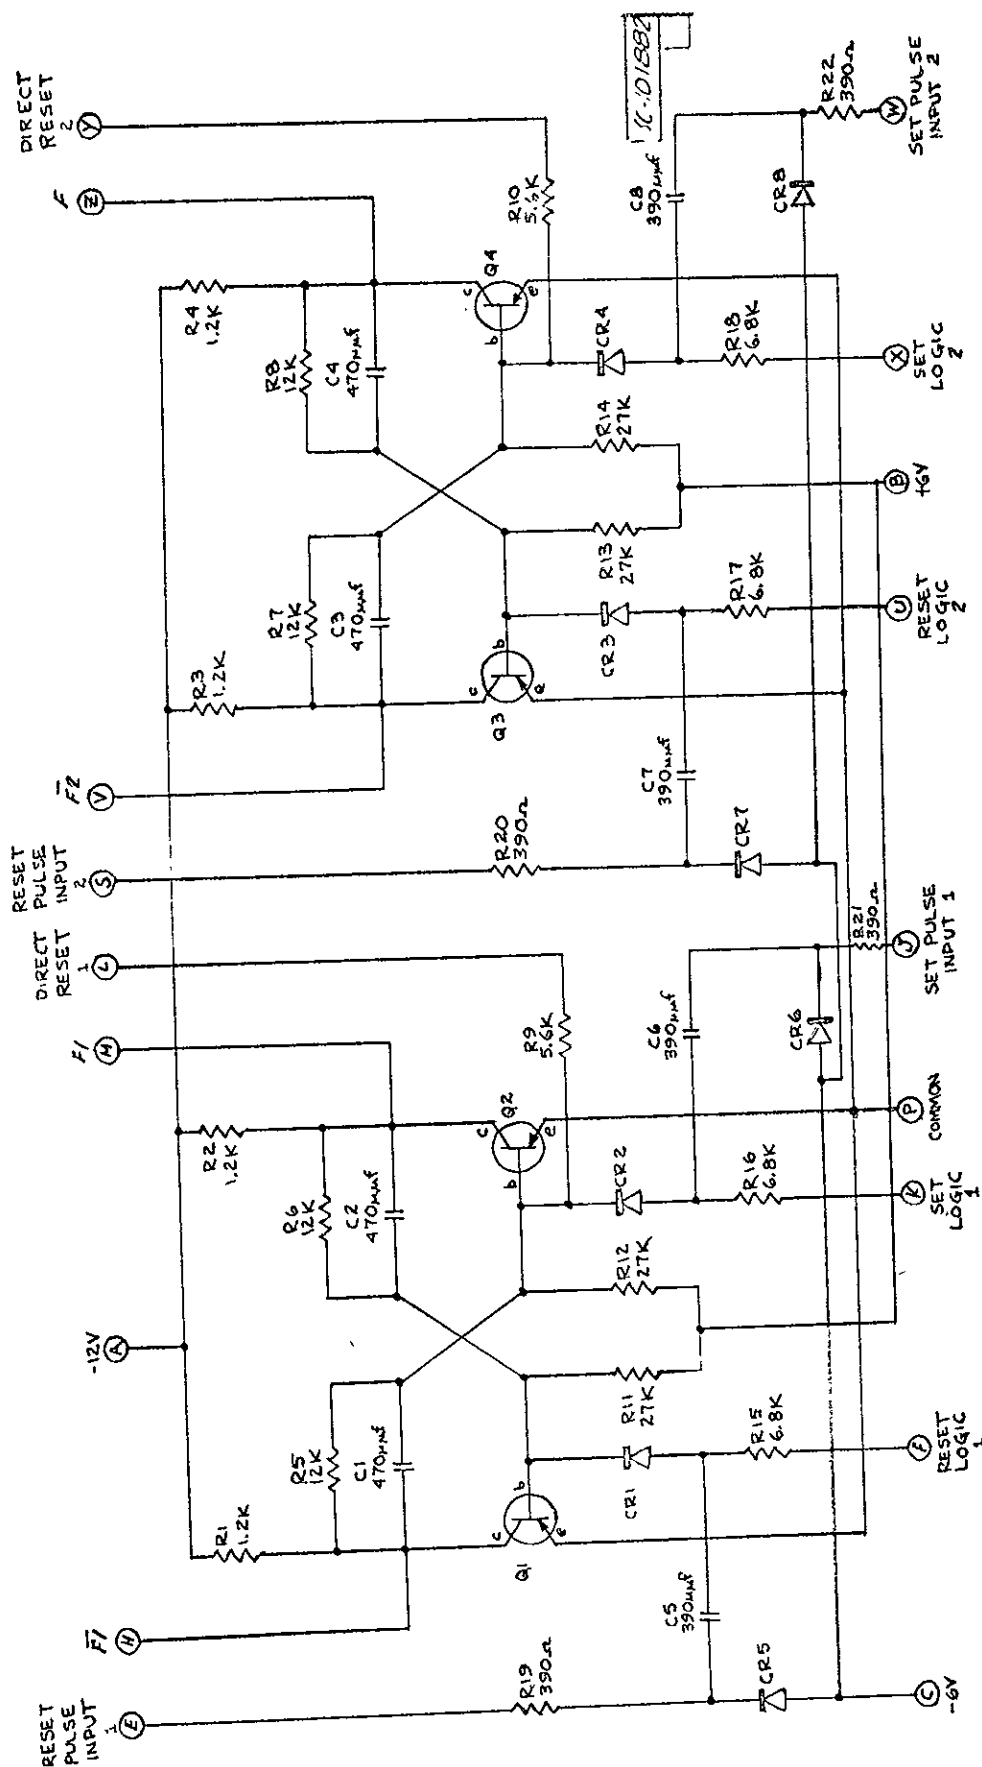 RESET
PULSE
INPUT
1
E
F1
H
-12V
A
F1
M
DIRECT
RESET
1
L
RESET
PULSE
INPUT
2
S
F2
V
F
Z
DIRECT
RESET
2
Y
R1
1.2K
R2
1.2K
R3
1.2K
R4
1.2K
R5
12K
C1
470μμf
R6
12K
C2
470μμf
R7
12K
C3
470μμf
R8
12K
C4
470μμf
c
b
e
Q1
c
b
e
Q2
c
b
e
Q3
c
b
e
Q4
R19
390Ω
R9
5.6K
R20
390Ω
R10
5.6K
CR1
R11
27K
R12
27K
CR2
CR3
R13
27K
R14
27K
CR4
C5
390μμf
C6
390μμf
C7
390μμf
C8
390μμf
SC-101882
CR5
R15
6.8K
R16
6.8K
CR6
CR7
R17
6.8K
R18
6.8K
CR8
R21
390Ω
R22
390Ω
C
-6V
F
RESET
LOGIC
1
K
SET
LOGIC
1
P
COMMON
J
SET PULSE
INPUT 1
U
RESET
LOGIC
2
B
+6V
X
SET
LOGIC
2
W
SET PULSE
INPUT 2